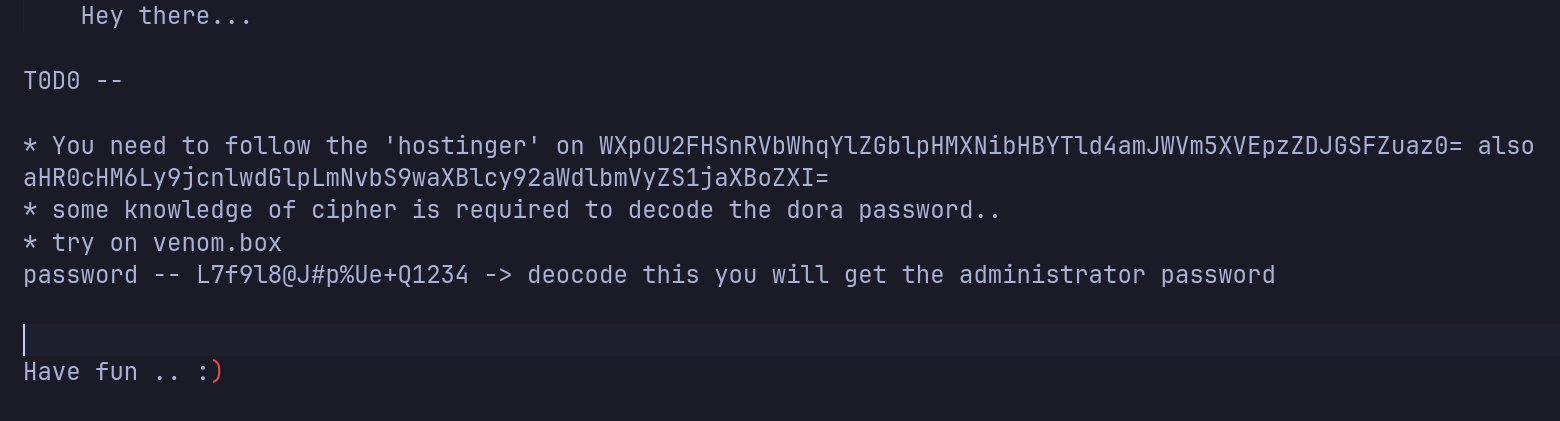 Hey there...
T0D0 --
* You need to follow the 'hostinger' on WXpOU2FHSnRVbWhqYlZGblpHMXNibHBYTld4amJWVm5XVEpzZDJGSFZuaz0= also
aHR0cHM6Ly9jcnlwdGlpLmNvbS9waXBlcy92aWdlbmVyZS1jaXBoZXI=
* some knowledge of cipher is required to decode the dora password..
* try on venom.box
password -- L7f9l8@J#p%Ue+Q1234 -> deocode this you will get the administrator password
Have fun .. :)